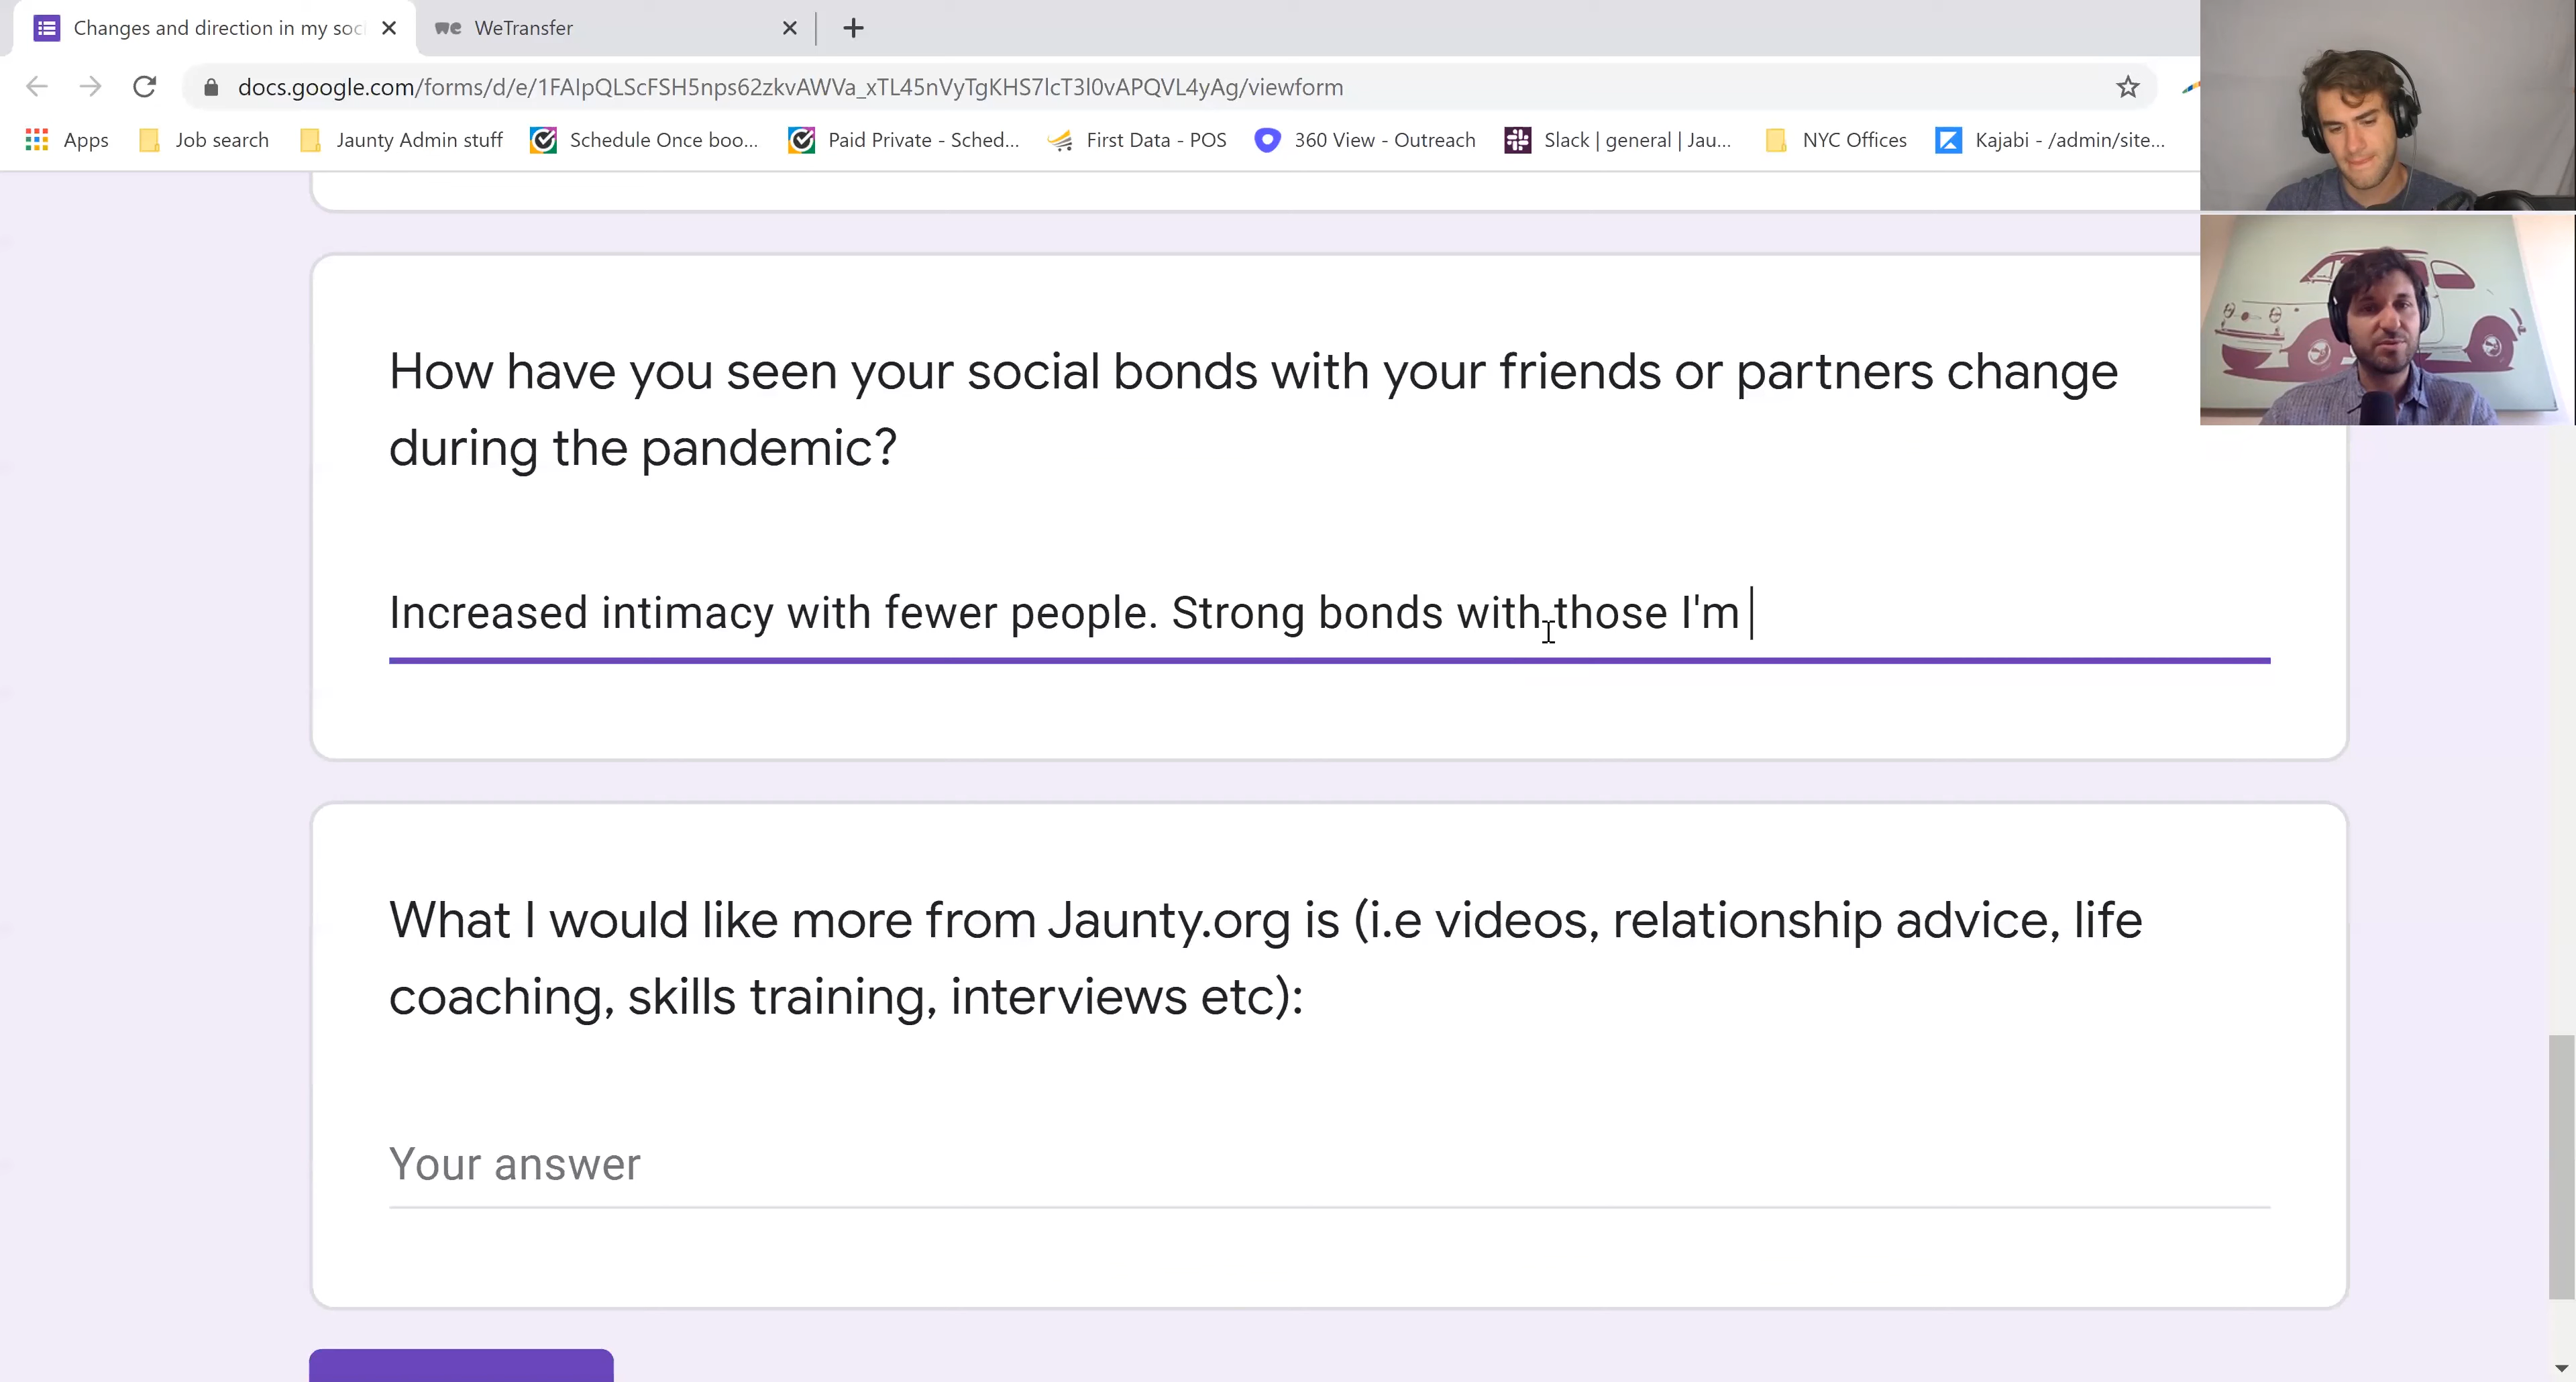 Changes and direction in my soc
we WeTransfer
docs.google.com/forms/d/e/1FAIpQLScFSH5nps62zkvAWVa_xTL45nVyTgKHS7lcT3l0vAPQVL4yAg/viewform
Apps Job search Jaunty Admin stuff Schedule Once boo... Paid Private - Sched... First Data - POS 360 View - Outreach Slack | general | Jau... NYC Offices Kajabi - /admin/site...
How have you seen your social bonds with your friends or partners change
during the pandemic?
Increased intimacy with fewer people. Strong bonds with those I'm
What I would like more from Jaunty.org is (i.e videos, relationship advice, life
coaching, skills training, interviews etc):
Your answer